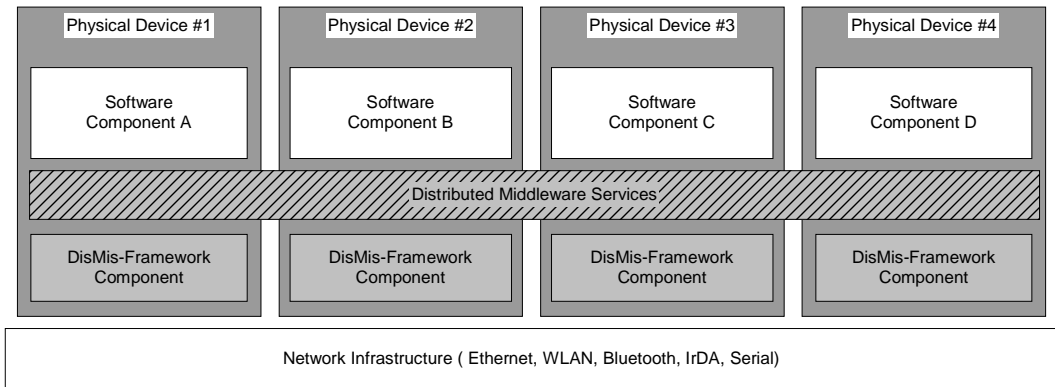 Physical Device #1
Physical Device #2
Physical Device #3
Physical Device #4
Software
Component A
Software
Component B
Software
Component C
Software
Component D
Distributed Middleware Services
DisMis-Framework
Component
DisMis-Framework
Component
DisMis-Framework
Component
DisMis-Framework
Component
Network Infrastructure ( Ethernet, WLAN, Bluetooth, IrDA, Serial)